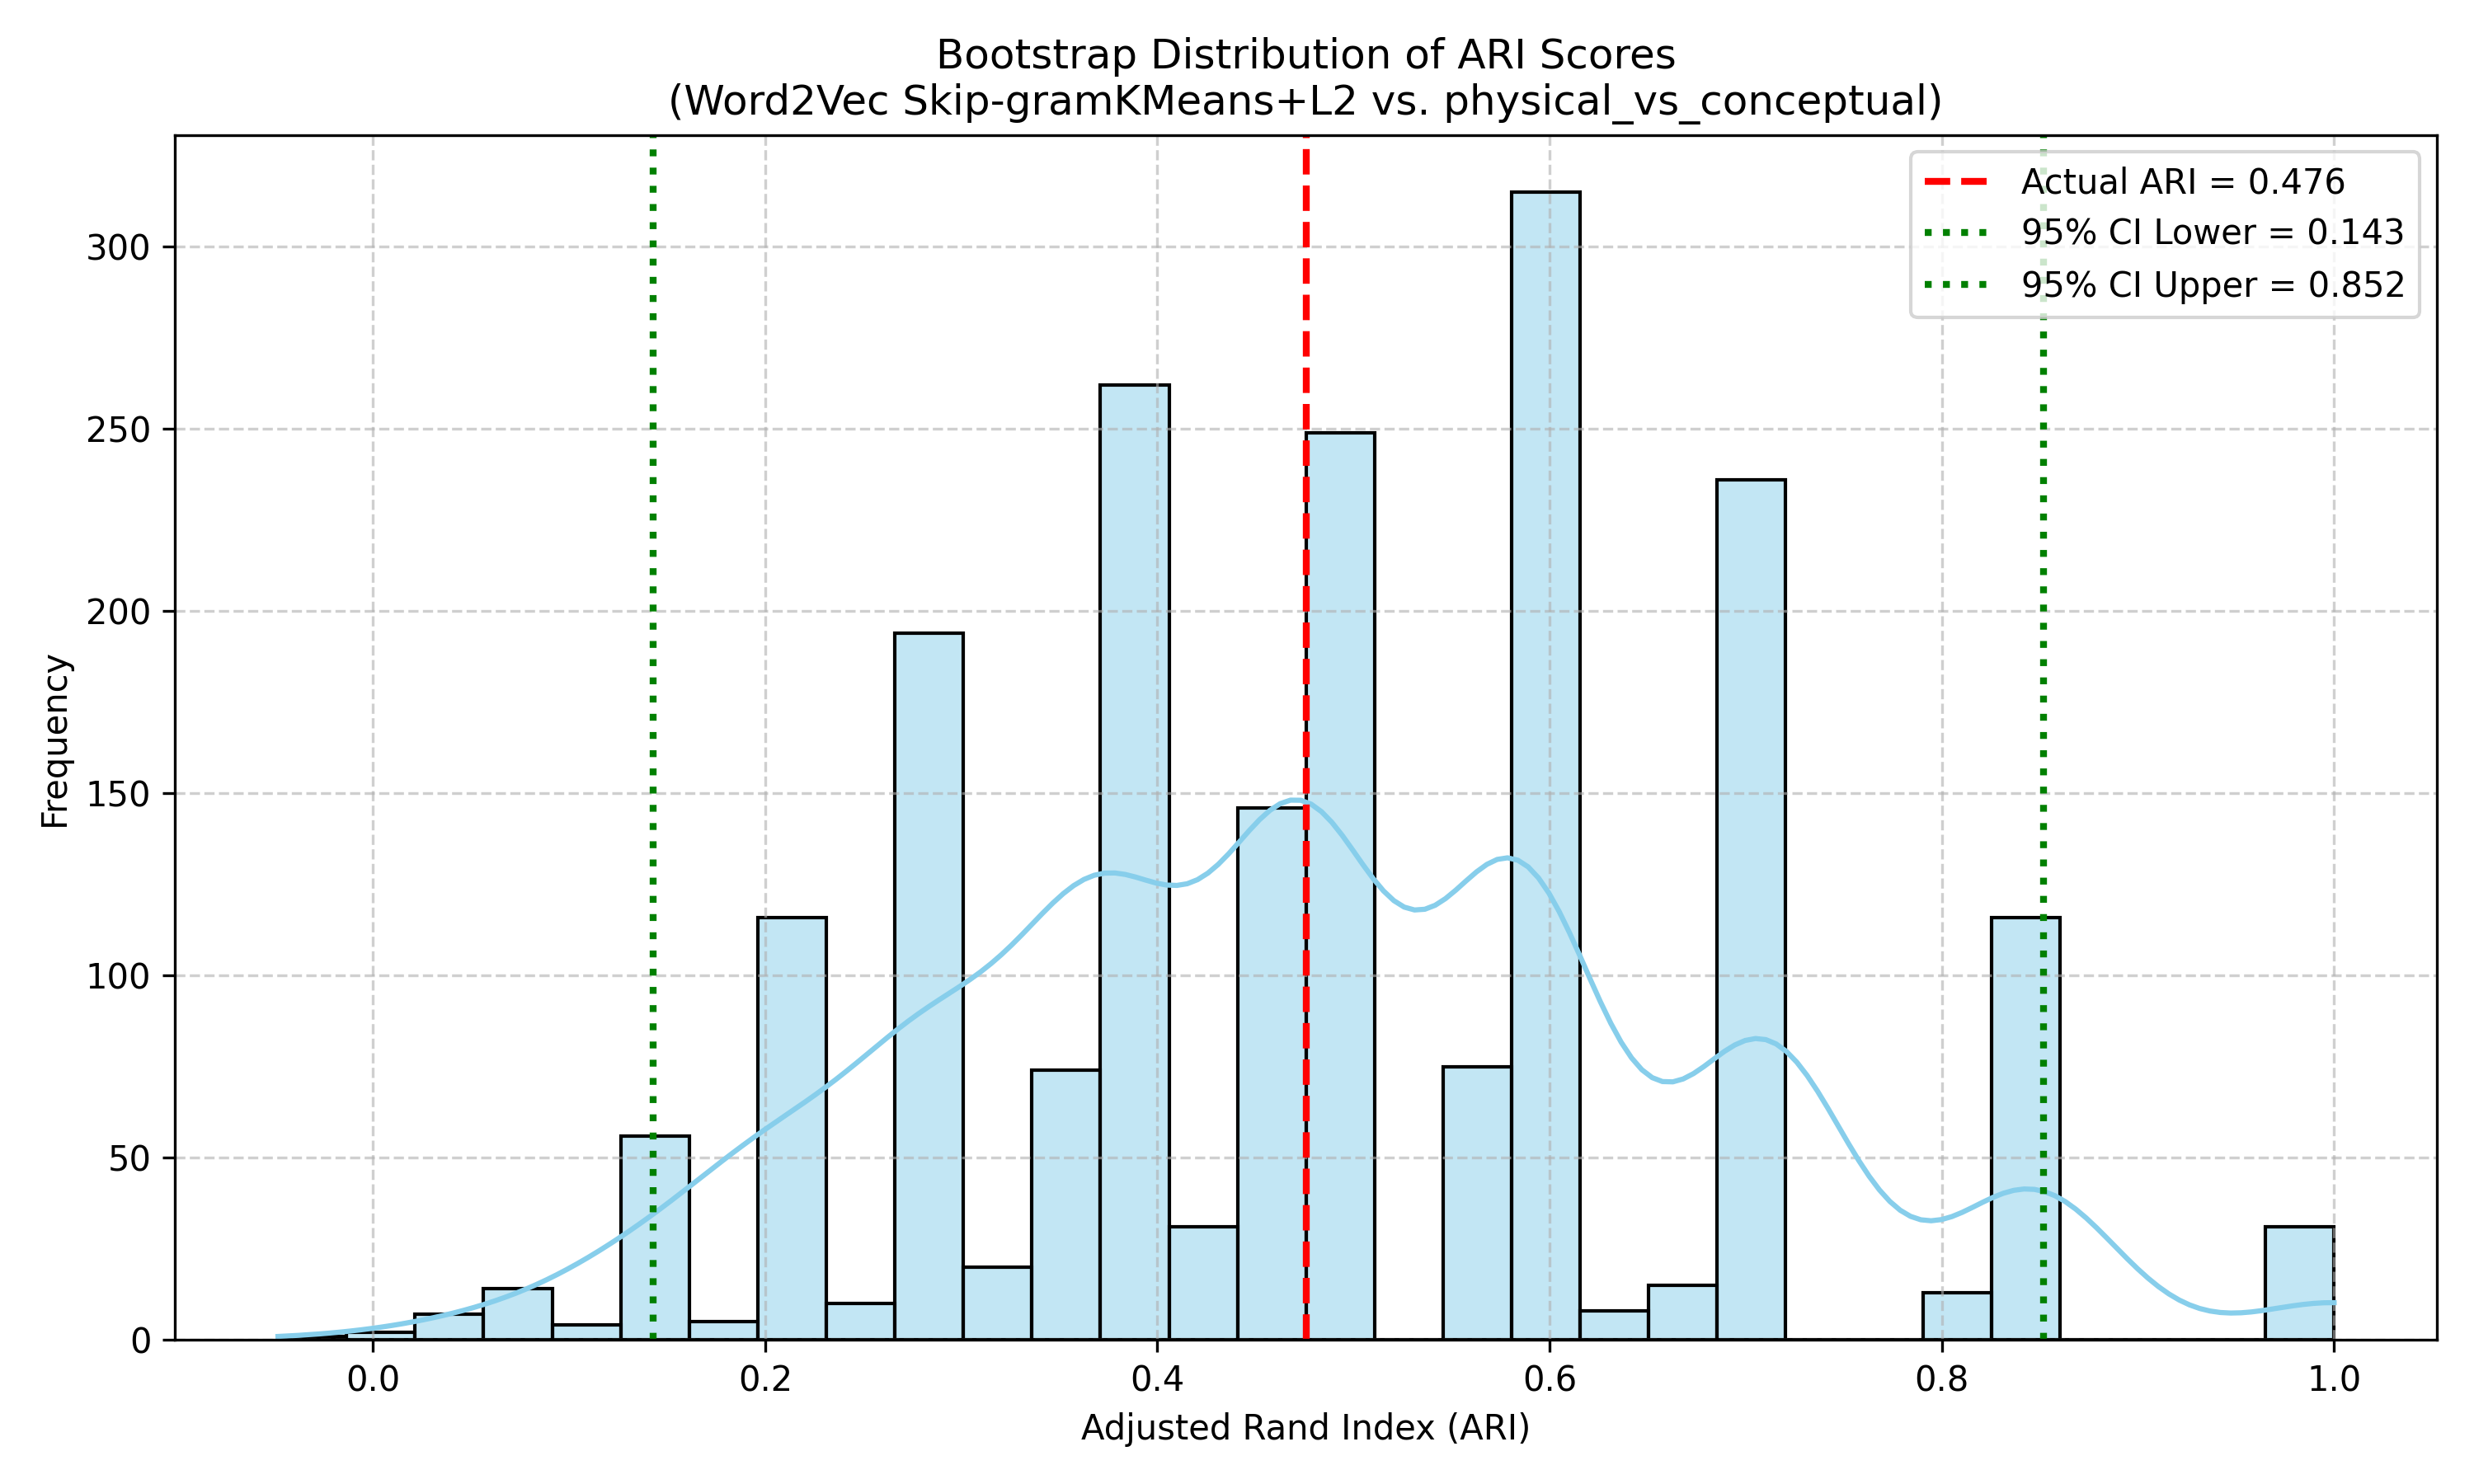 Bootstrap Distribution of ARI Scores
(Word2Vec Skip-gramKMeans+L2 vs. physical_vs_conceptual)
Actual ARI = 0.476
95% CI Lower = 0.143
95% CI Upper = 0.852
Frequency
300
250
200
150
100
50
0
0.0 0.2 0.4 0.6 0.8 1.0
Adjusted Rand Index (ARI)